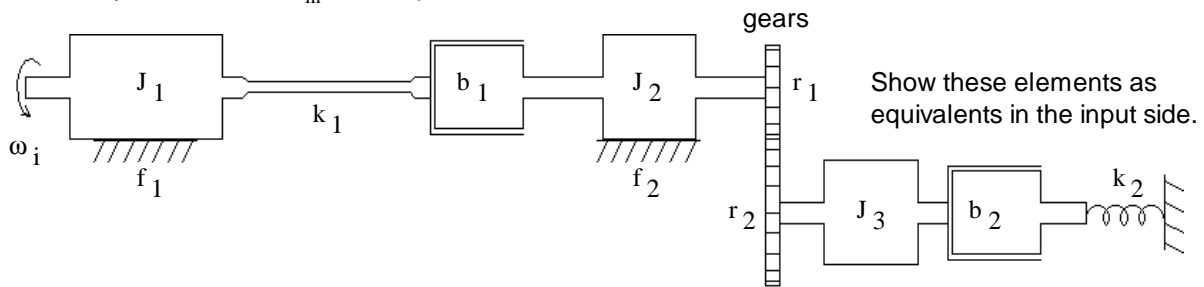 m
gears
J 1
b 1
J 2
r 1
Show these elements as
equivalents in the input side.
k 1
ω i
f 1
f 2
r 2
J 3
b 2
k 2